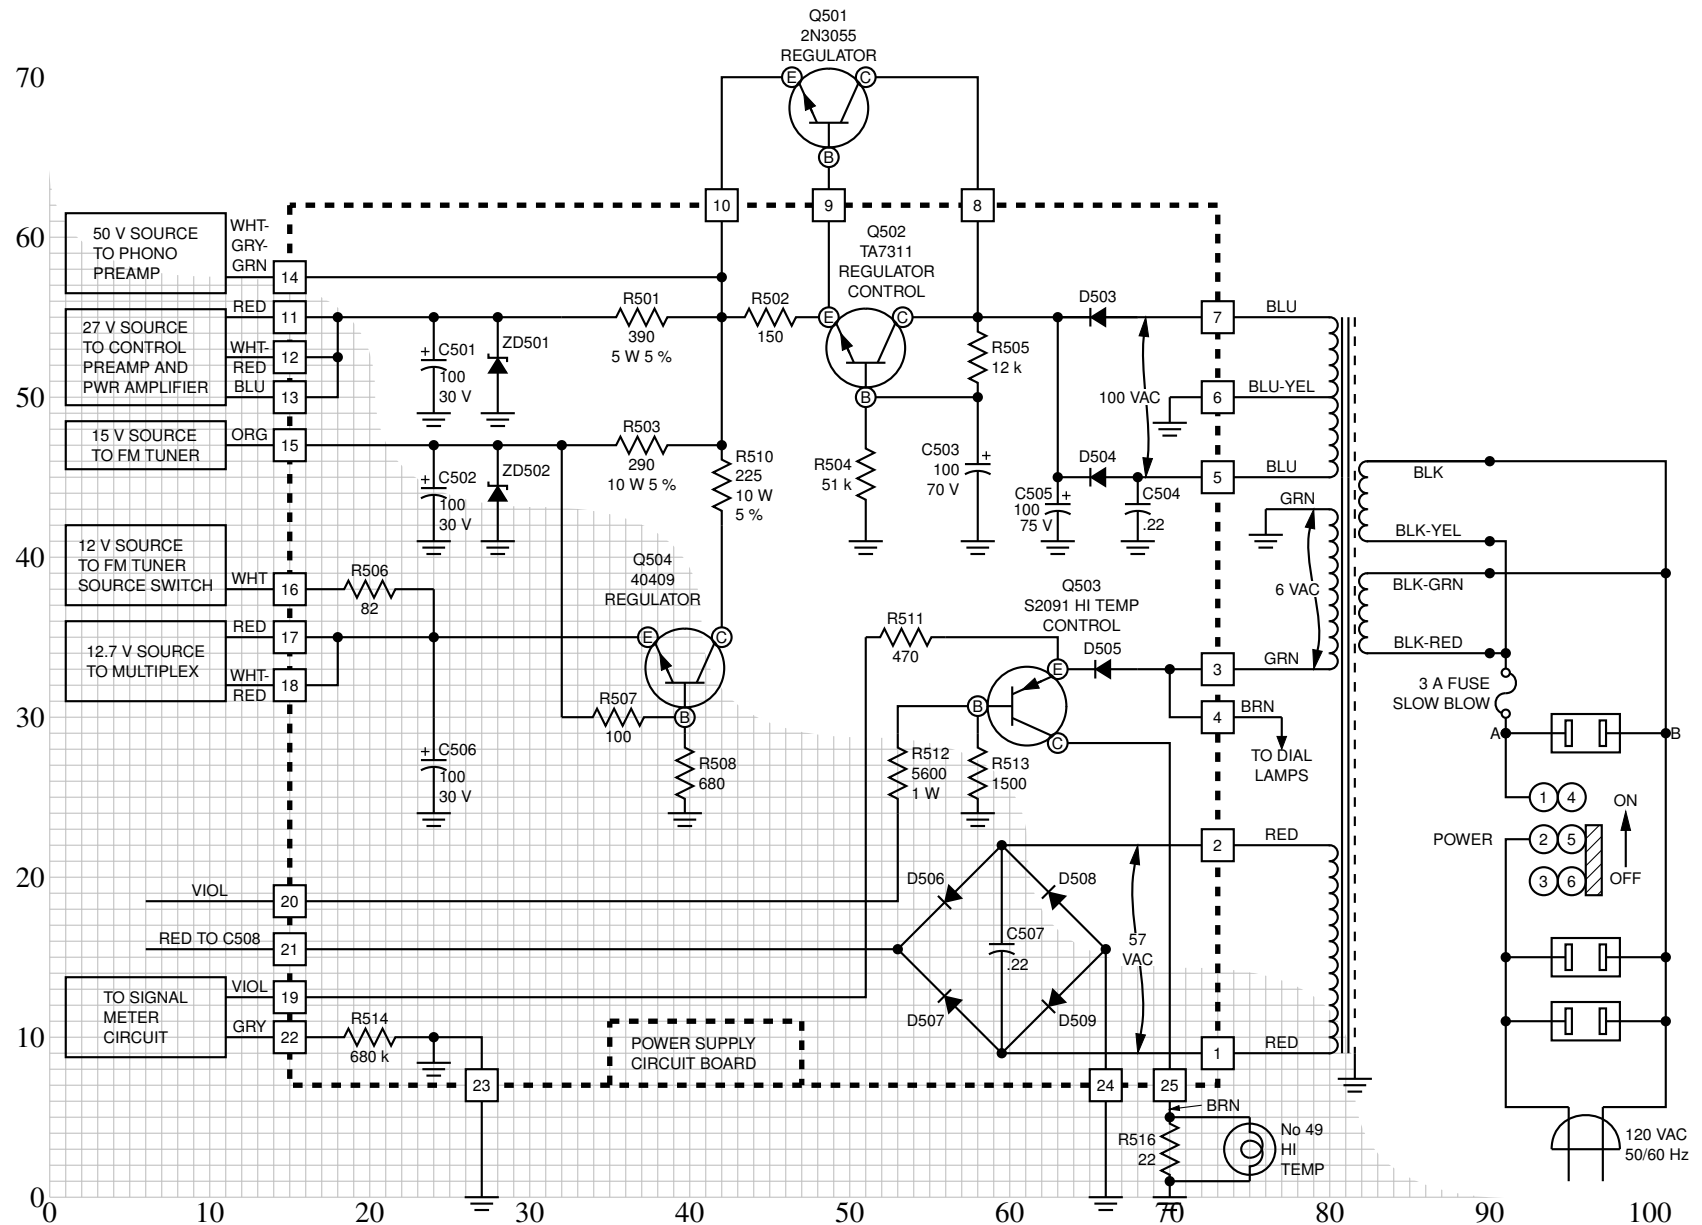 Q501
2N3055
REGULATOR
70
E
C
B
10
9
8
60
50 V SOURCE
TO PHONO
PREAMP
WHT-
GRY-
GRN
14
Q502
TA7311
REGULATOR
CONTROL
27 V SOURCE
TO CONTROL
PREAMP AND
PWR AMPLIFIER
RED
11
WHT-
RED
12
BLU
13
+
C501
100
30 V
ZD501
R501
390
5 W 5 %
R502
150
E
C
B
R505
12 k
D503
7
BLU
100 VAC
6
BLU-YEL
50
15 V SOURCE
TO FM TUNER
ORG
15
+
C502
100
30 V
ZD502
R503
290
10 W 5 %
R510
225
10 W
5 %
R504
51 k
C503
100
70 V
+
D504
5
BLU
C505
100
75 V
+
C504
.22
GRN
6 VAC
BLK
BLK-YEL
BLK-GRN
BLK-RED
40
12 V SOURCE
TO FM TUNER
SOURCE SWITCH
WHT
16
R506
82
Q504
40409
REGULATOR
E
C
B
12.7 V SOURCE
TO MULTIPLEX
RED
17
WHT-
RED
18
R507
100
R508
680
+
C506
100
30 V
R511
470
Q503
S2091 HI TEMP
CONTROL
E
B
C
D505
3
GRN
4
BRN
TO DIAL
LAMPS
R512
5600
1 W
R513
1500
3 A FUSE
SLOW BLOW
A
B
30
1
4
2
5
3
6
POWER
ON
OFF
2
RED
20
VIOL
20
RED TO C508
21
D506
D508
C507
.22
D507
D509
57
VAC
TO SIGNAL
METER
CIRCUIT
VIOL
19
GRY
22
R514
680 k
10
POWER SUPPLY
CIRCUIT BOARD
1
RED
23
24
25
BRN
R516
22
No 49
HI
TEMP
120 VAC
50/60 Hz
0
0
10
20
30
40
50
60
70
80
90
100